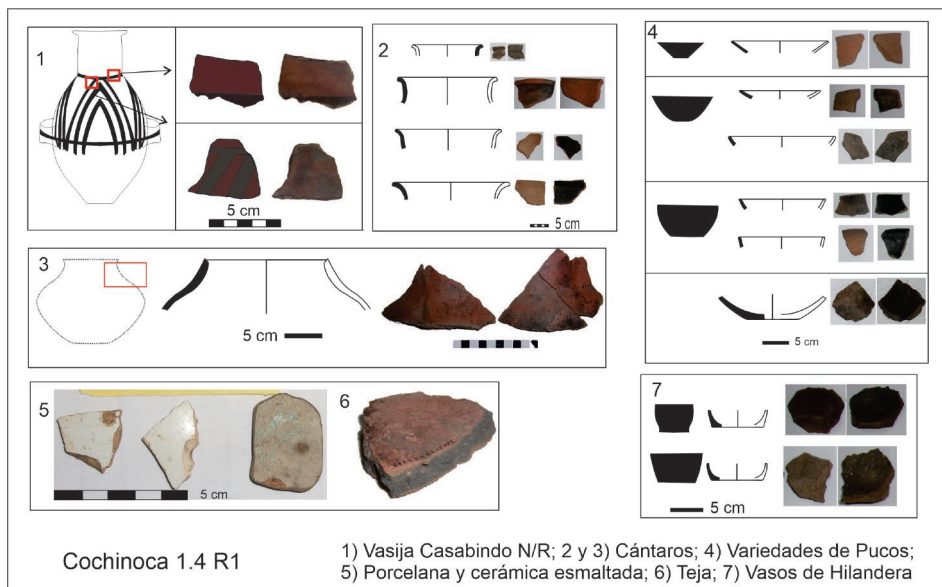 1
5 cm
2
5 cm
3
5 cm
4
5 cm
5
5 cm
6
7
5 cm
Cochinoca 1.4 R1
1) Vasija Casabindo N/R; 2 y 3) Cántaros; 4) Variedades de Pucos;
5) Porcelana y cerámica esmaltada; 6) Teja; 7) Vasos de Hilandera